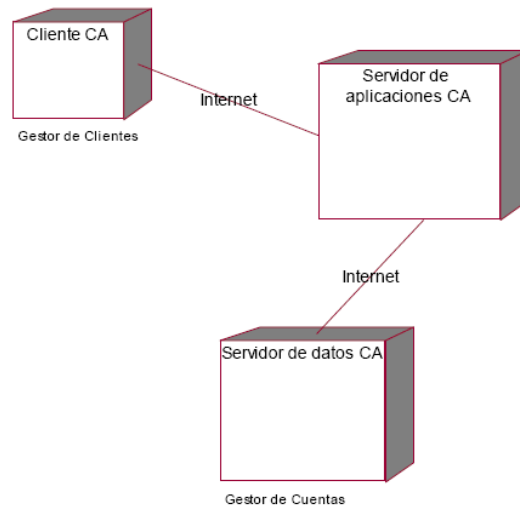 Cliente CA
Servidor de
aplicaciones CA
Internet
Gestor de Clientes
Internet
Servidor de datos CA
Gestor de Cuentas